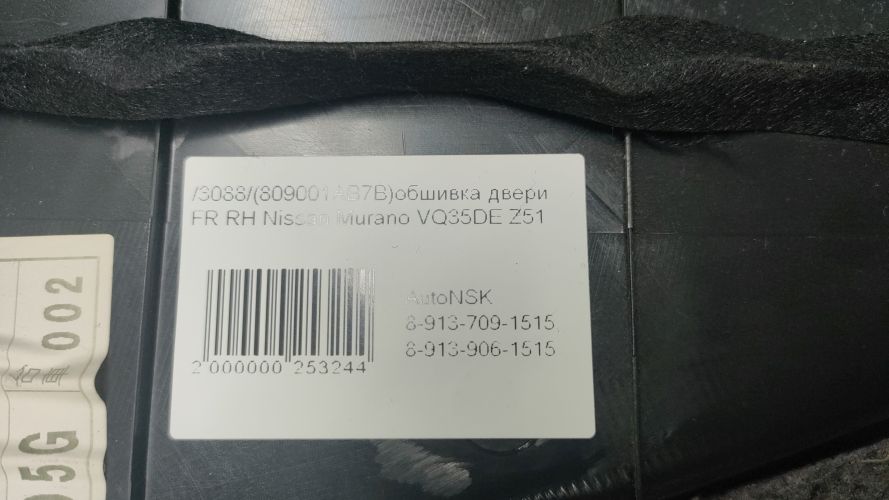 /3088/(809001AB7B)обшивка двери
FR RH Nissan Murano VQ35DE Z51
AutoNSK
8-913-709-1515,
8-913-906-1515
2 000000 253244
002
05G